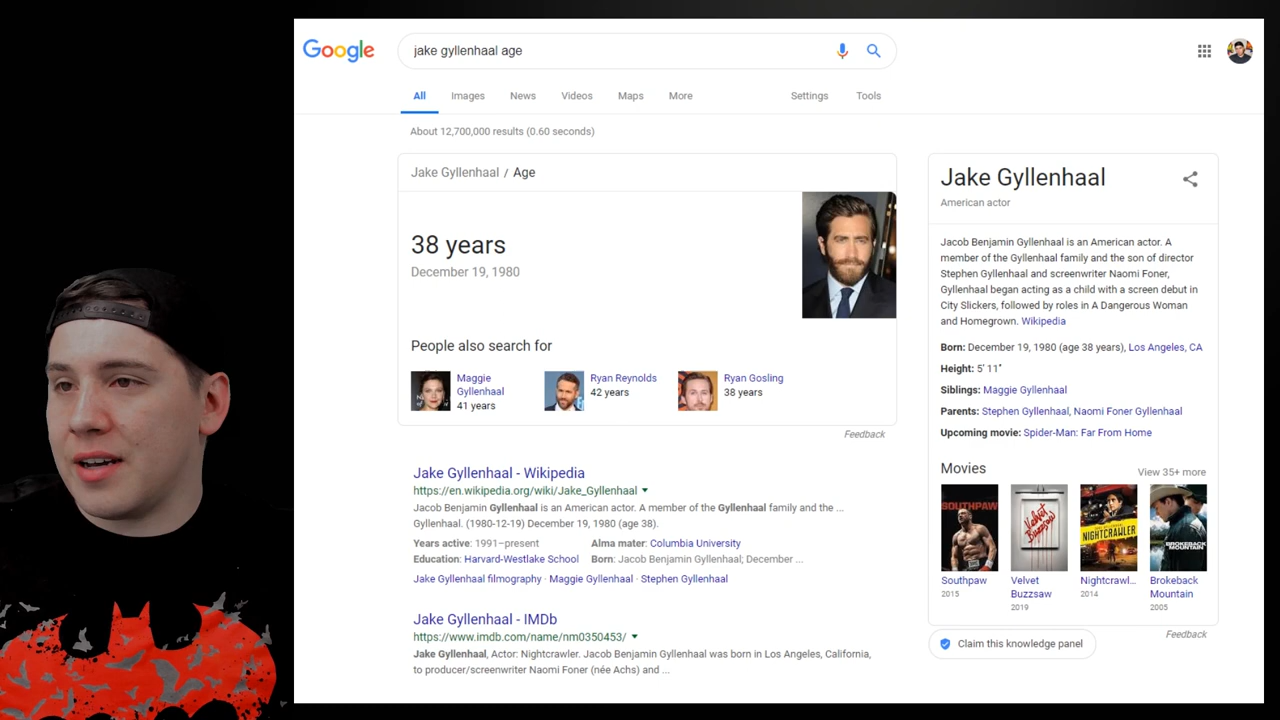 Google
jake gyllenhaal age
All
Images
News
Videos
Maps
More
Settings
Tools
About 12,700,000 results (0.60 seconds)
Jake Gyllenhaal / Age
38 years
December 19, 1980
People also search for
Maggie
Gyllenhaal
41 years
Ryan Reynolds
42 years
Ryan Gosling
38 years
Feedback
Jake Gyllenhaal - Wikipedia
https://en.wikipedia.org/wiki/Jake_Gyllenhaal
Jacob Benjamin Gyllenhaal is an American actor. A member of the Gyllenhaal family and the ...
Gyllenhaal. (1980-12-19) December 19, 1980 (age 38).
Years active: 1991–present
Alma mater: Columbia University
Education: Harvard-Westlake School
Born: Jacob Benjamin Gyllenhaal; December ...
Jake Gyllenhaal filmography · Maggie Gyllenhaal · Stephen Gyllenhaal
Jake Gyllenhaal - IMDb
https://www.imdb.com/name/nm0350453/
Jake Gyllenhaal, Actor: Nightcrawler. Jacob Benjamin Gyllenhaal was born in Los Angeles, California,
to producer/screenwriter Naomi Foner (née Achs) and ...
Jake Gyllenhaal
American actor
Jacob Benjamin Gyllenhaal is an American actor. A
member of the Gyllenhaal family and the son of director
Stephen Gyllenhaal and screenwriter Naomi Foner,
Gyllenhaal began acting as a child with a screen debut in
City Slickers, followed by roles in A Dangerous Woman
and Homegrown. Wikipedia
Born: December 19, 1980 (age 38 years), Los Angeles, CA
Height: 5′ 11″
Siblings: Maggie Gyllenhaal
Parents: Stephen Gyllenhaal, Naomi Foner Gyllenhaal
Upcoming movie: Spider-Man: Far From Home
Movies
View 35+ more
SOUTHPAW
Velvet
Buzzsaw
NIGHTCRAWLER
BROKEBACK
MOUNTAIN
Southpaw
2015
Velvet
Buzzsaw
2019
Nightcrawl...
2014
Brokeback
Mountain
2005
Feedback
Claim this knowledge panel